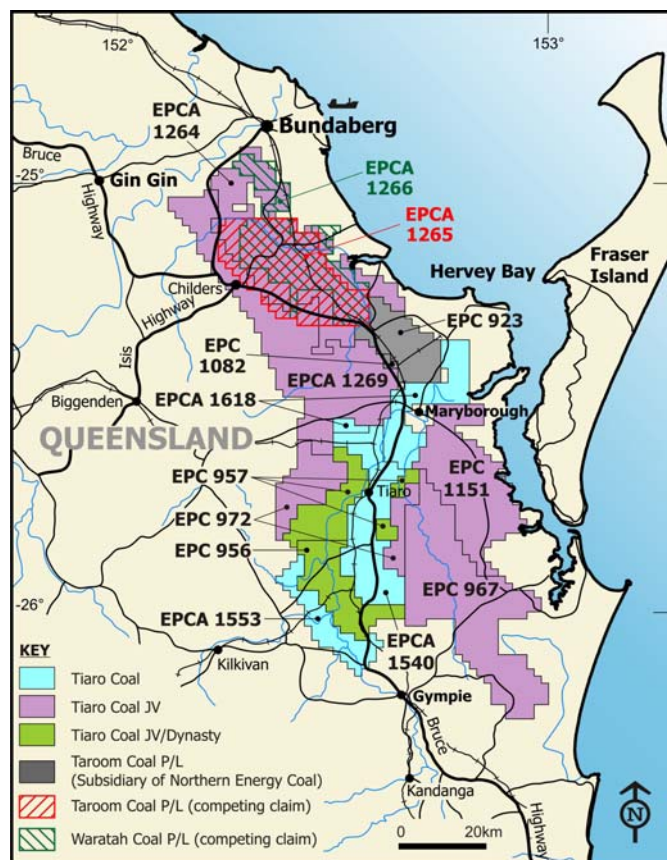 152°
153°
EPCA
1264
Bundaberg
Bruce
-25°
Gin Gin
EPCA
1266
Highway
EPCA
1265
Fraser
Island
Hervey Bay
Childers
Highway
EPC 923
EPC
1082
Isis
EPCA 1269
Biggenden
EPCA 1618
Maryborough
QUEENSLAND
EPC 957
EPC
1151
Tiaro
EPC 972
EPC 956
EPC 967
-26°
EPCA 1553
EPCA
1540
KEY
Kilkivan
Tiaro Coal
Gympie
Tiaro Coal JV
Bruce
Tiaro Coal JV/Dynasty
Taroom Coal P/L
(Subsidiary of Northern Energy Coal)
Kandanga
Taroom Coal P/L (competing claim)
Highway
N
Waratah Coal P/L (competing claim)
0 20km